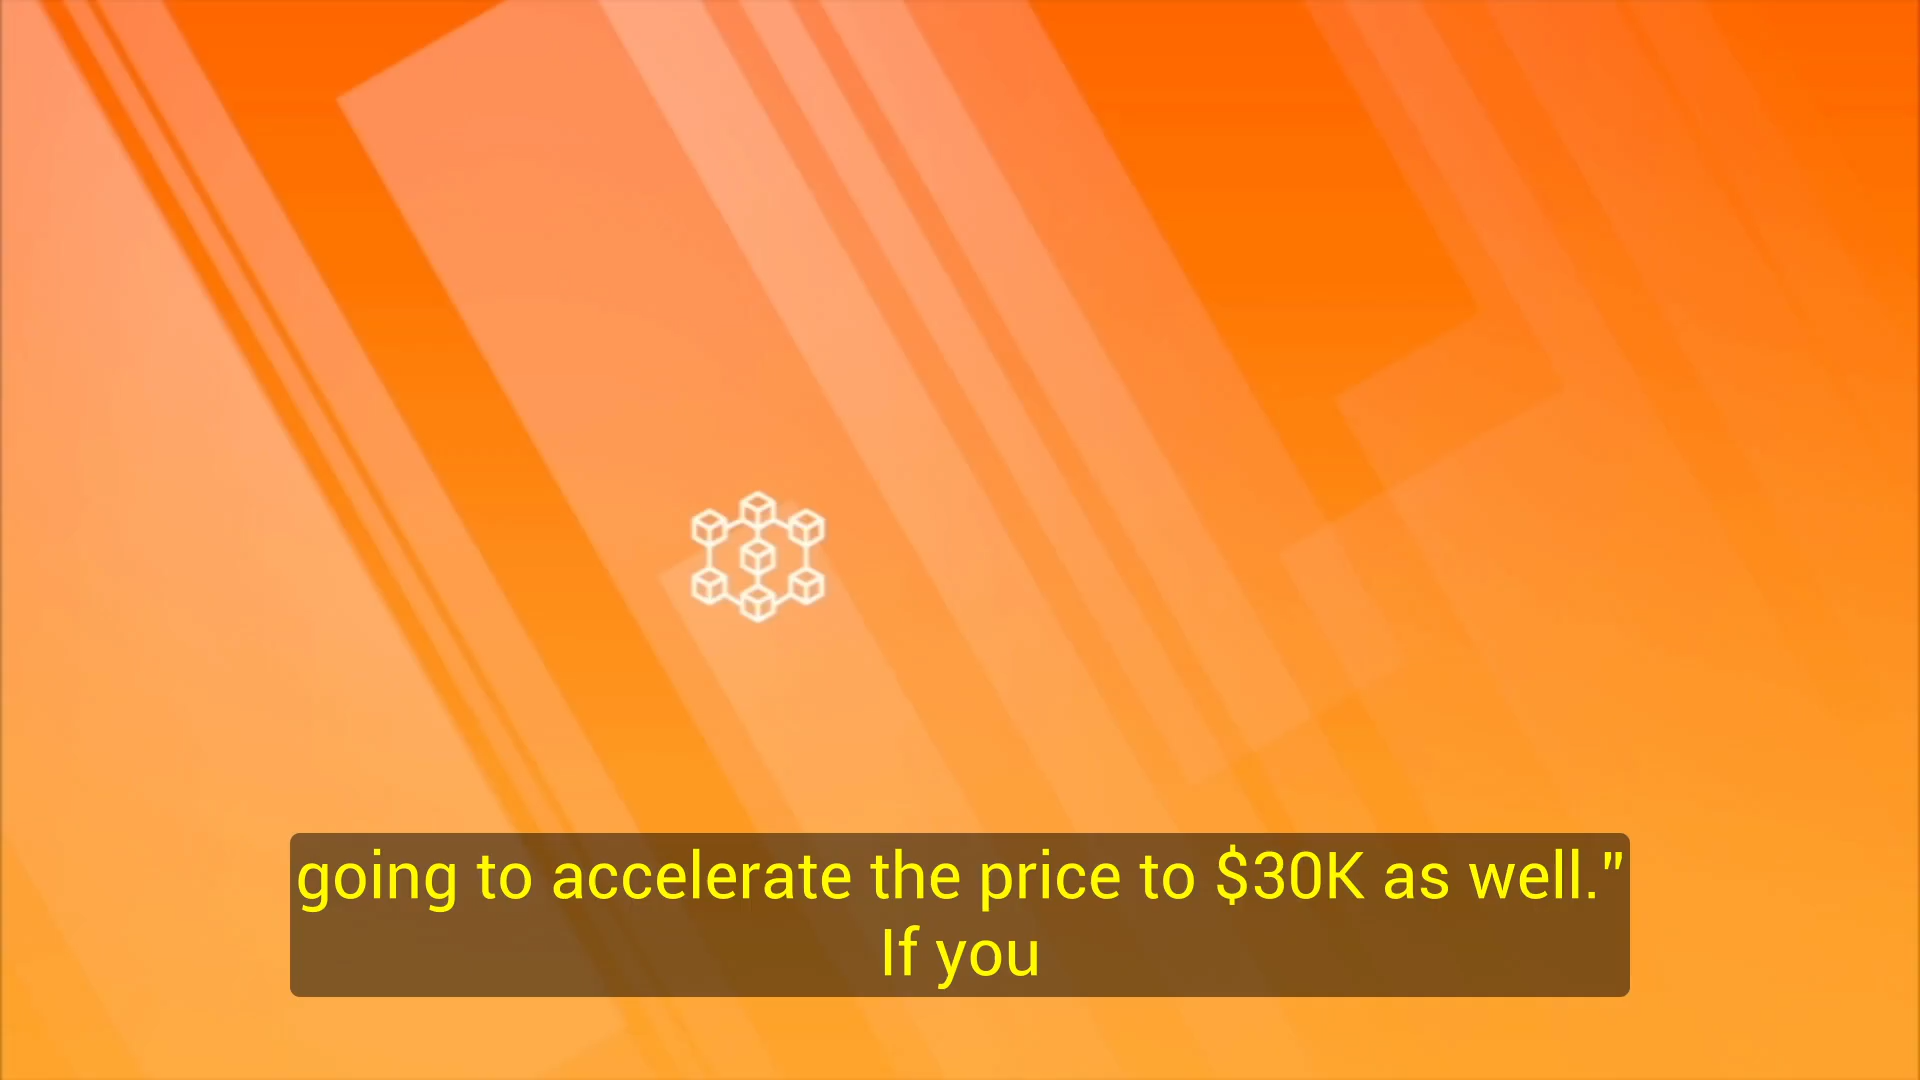 going to accelerate the price to $30K as well."
If you